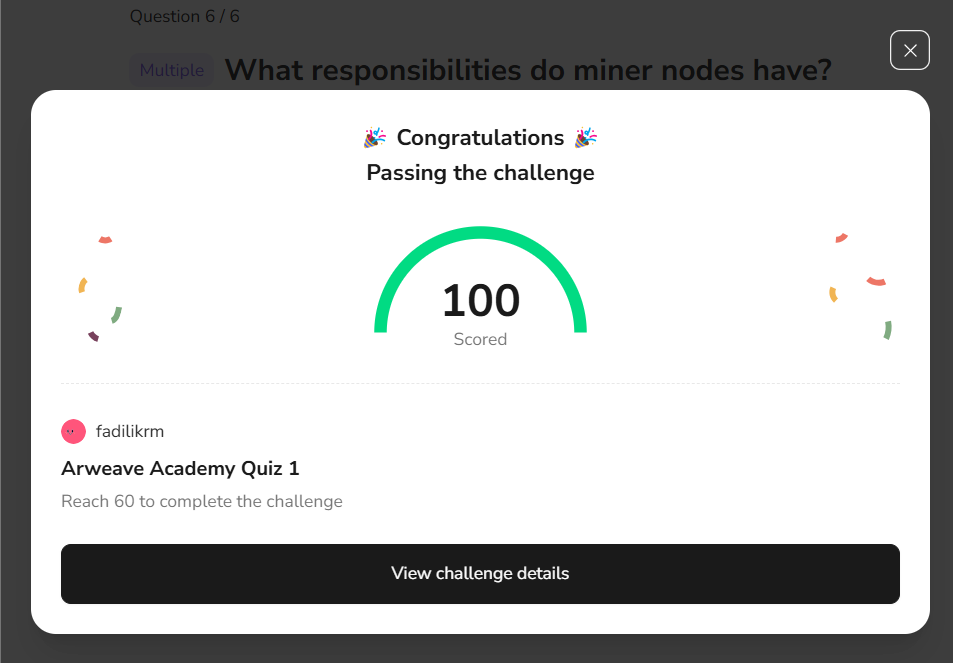 Question 6 / 6
Multiple What responsibilities do miner nodes have?
Congratulations
Passing the challenge
100
Scored
fadilikrm
Arweave Academy Quiz 1
Reach 60 to complete the challenge
View challenge details